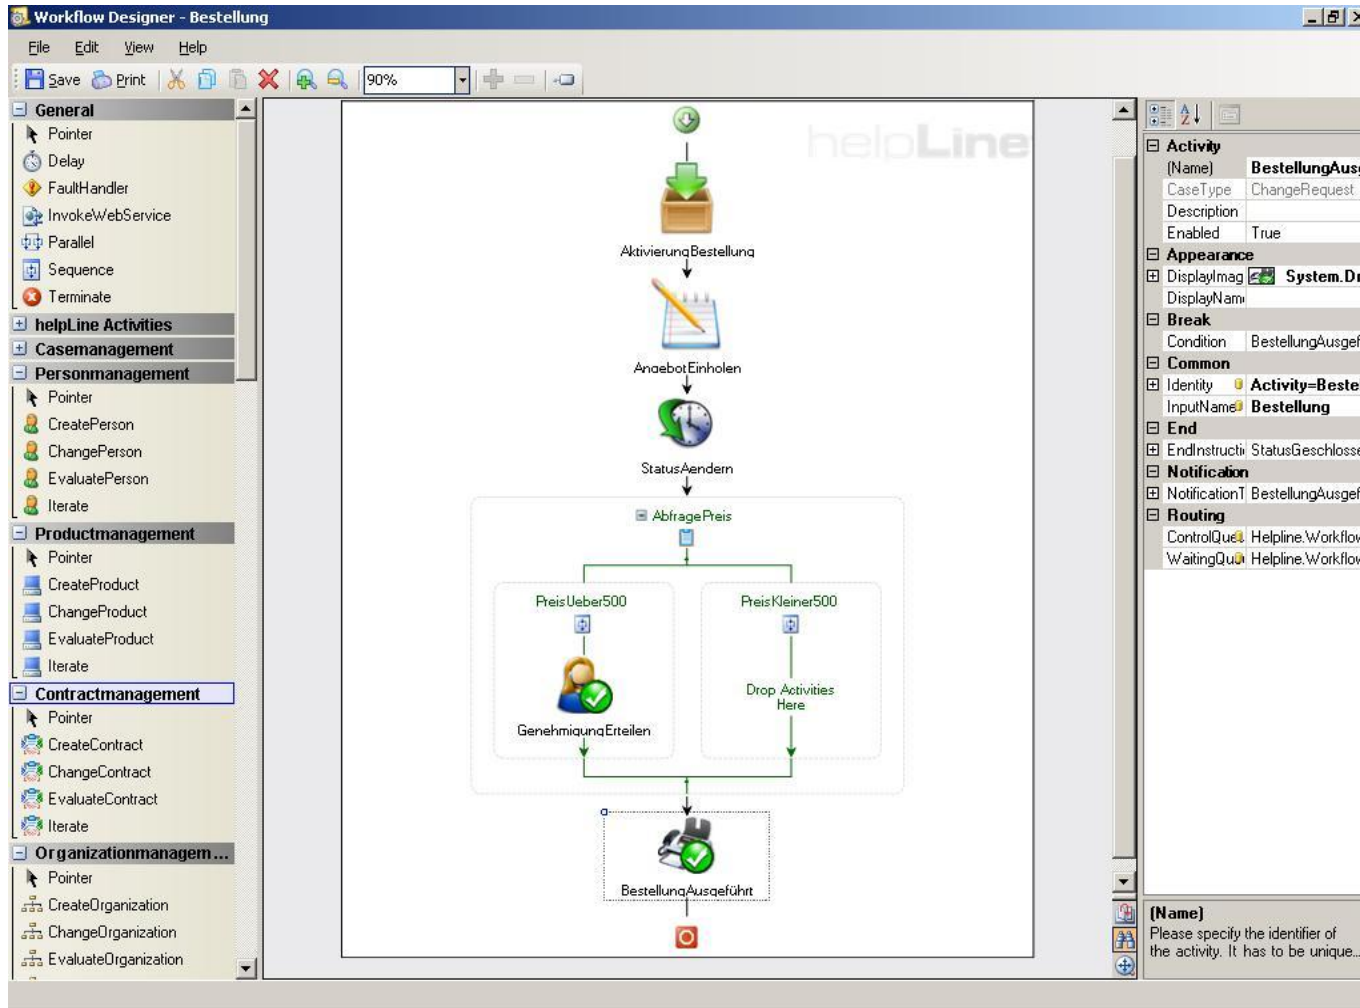 Workflow Designer - Bestellung
File Edit View Help
Save Print 90%
General
Pointer
Delay
FaultHandler
InvokeWebService
Parallel
Sequence
Terminate
helpLine Activities
Casemanagement
Personmanagement
Pointer
CreatePerson
ChangePerson
EvaluatePerson
Iterate
Productmanagement
Pointer
CreateProduct
ChangeProduct
EvaluateProduct
Iterate
Contractmanagement
Pointer
CreateContract
ChangeContract
EvaluateContract
Iterate
Organizationmanagem...
Pointer
CreateOrganization
ChangeOrganization
EvaluateOrganization
helpLine
AktivierungBestellung
AngebotEinholen
StatusAendern
AbfragePreis
PreisUeber500 PreisKleiner500
Drop Activities
Here
GenehmigungErteilen
BestellungAusgeführt
Activity
(Name) BestellungAusg
CaseType ChangeRequest
Description
Enabled True
Appearance
DisplayImag System.Dr
DisplayNam
Break
Condition BestellungAusgef
Common
Identity Activity=Beste
InputName Bestellung
End
EndInstructi StatusGeschlosse
Notification
NotificationT BestellungAusgef
Routing
ControlQue Helpline.Workflow
WaitingQu Helpline.Workflow
(Name)
Please specify the identifier of
the activity. It has to be unique...